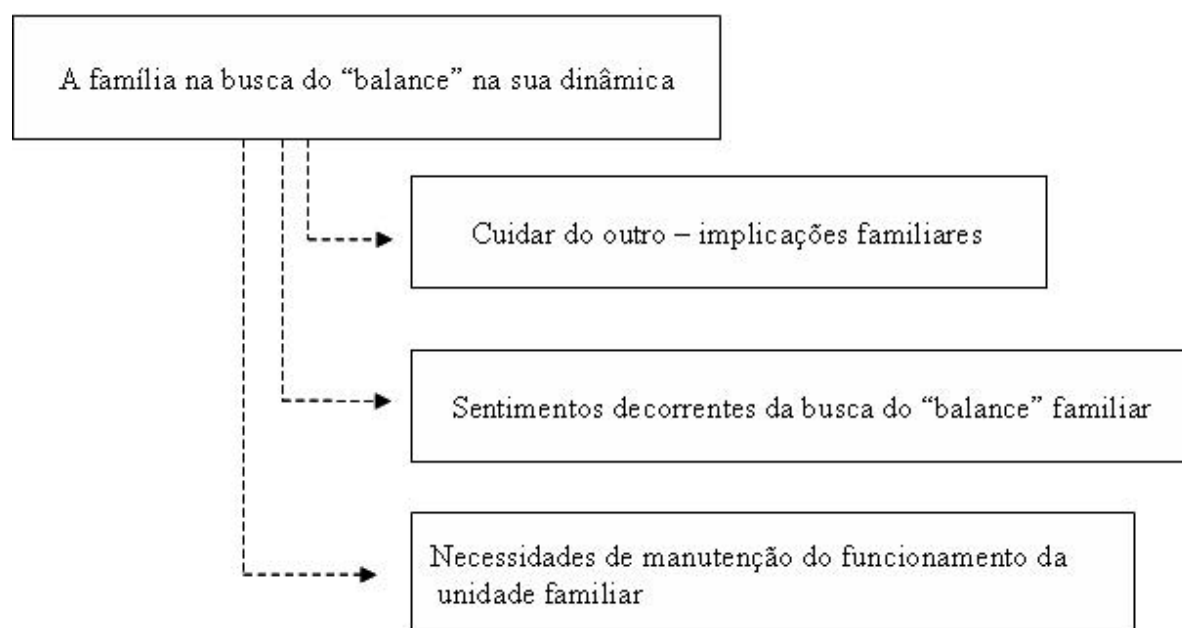 A família na busca do “balance” na sua dinâmica
Cuidar do outro – implicações familiares
Sentimentos decorrentes da busca do “balance” familiar
Necessidades de manutenção do funcionamento da
unidade familiar